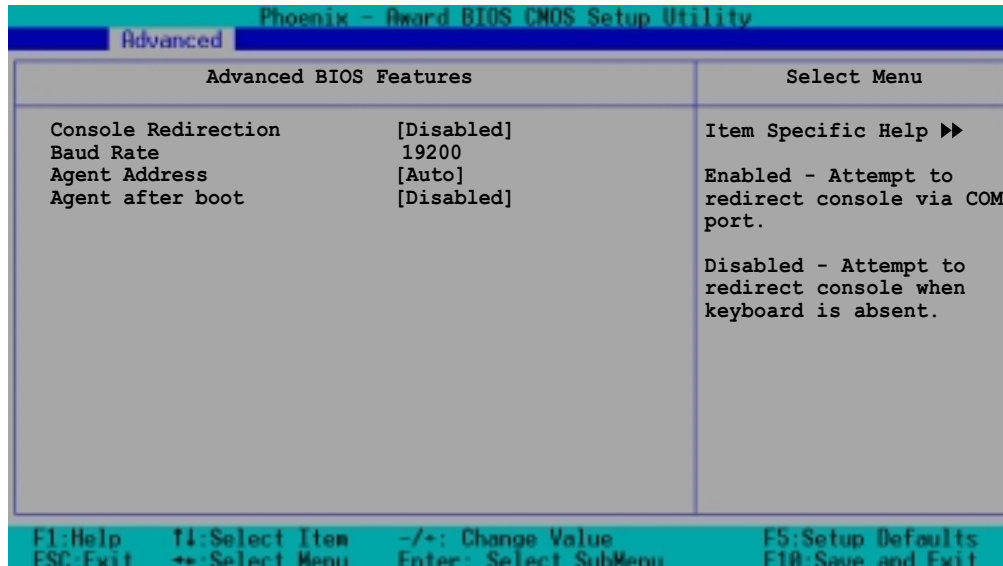 Phoenix - Award BIOS CMOS Setup Utility
Advanced
Advanced BIOS Features
Select Menu
Console Redirection [Disabled]
Baud Rate 19200
Agent Address [Auto]
Agent after boot [Disabled]
Item Specific Help ▶▶
Enabled - Attempt to
redirect console via COM
port.
Disabled - Attempt to
redirect console when
keyboard is absent.
F1:Help ↑↓:Select Item -/+: Change Value F5:Setup Defaults
ESC:Exit ←→:Select Menu Enter: Select SubMenu F10:Save and Exit